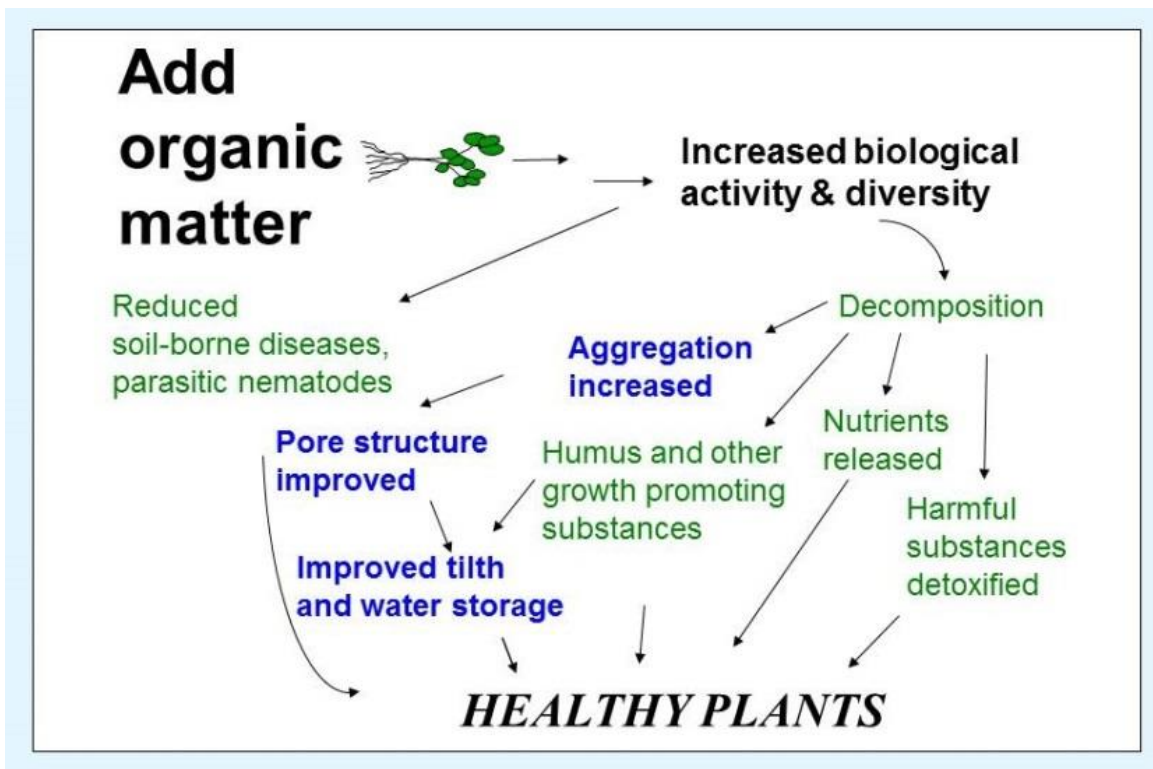 Add
organic
matter
Increased biological
activity & diversity
Reduced
soil-borne diseases,
parasitic nematodes
Decomposition
Aggregation
increased
Pore structure
improved
Humus and other
growth promoting
substances
Nutrients
released
Harmful
substances
detoxified
Improved tilth
and water storage
HEALTHY PLANTS